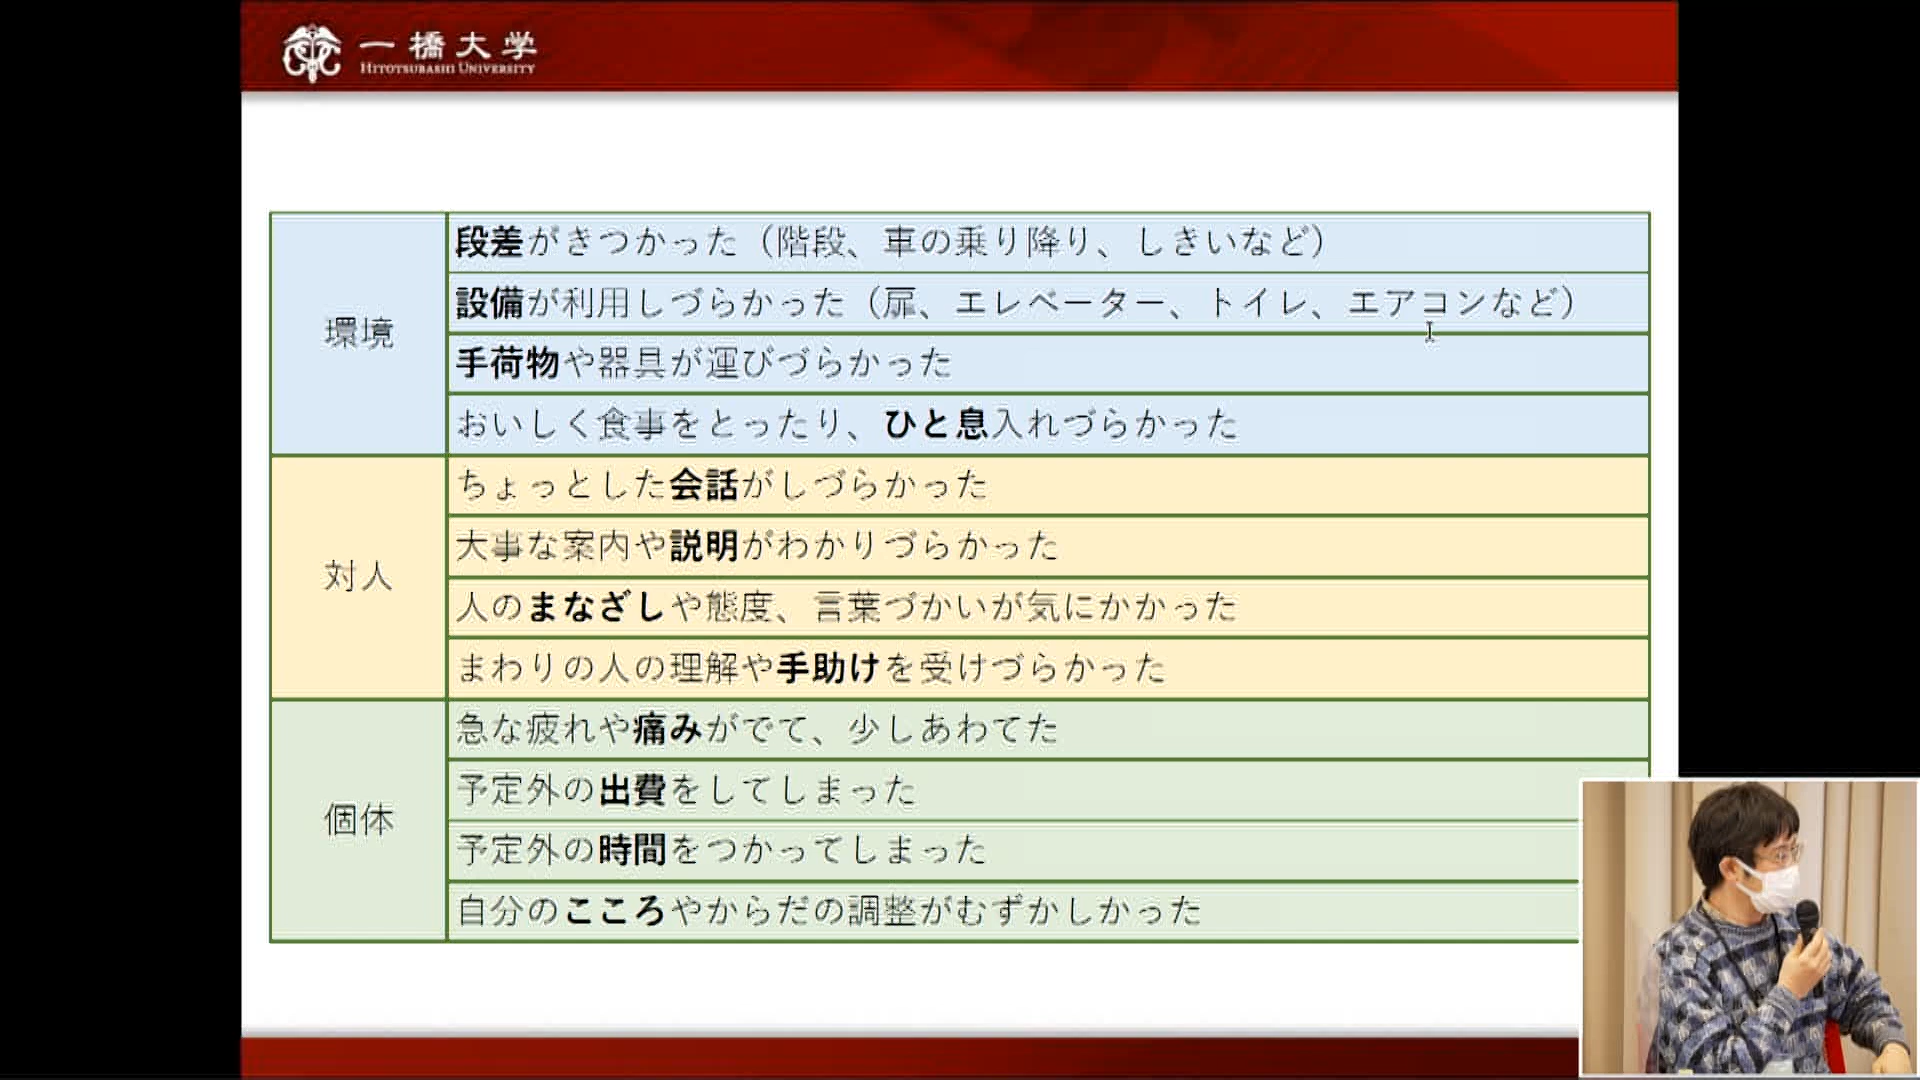 一橋大学
HITOTSUBASHI UNIVERSITY
環境
段差がきつかった（階段、車の乗り降り、しきいなど）
設備が利用しづらかった（扉、エレベーター、トイレ、エアコンなど）
手荷物や器具が運びづらかった
おいしく食事をとったり、ひと息入れづらかった
対人
ちょっとした会話がしづらかった
大事な案内や説明がわかりづらかった
人のまなざしや態度、言葉づかいが気にかかった
まわりの人の理解や手助けを受けづらかった
個体
急な疲れや痛みがでて、少しあわてた
予定外の出費をしてしまった
予定外の時間をつかってしまった
自分のこころやからだの調整がむずかしかった